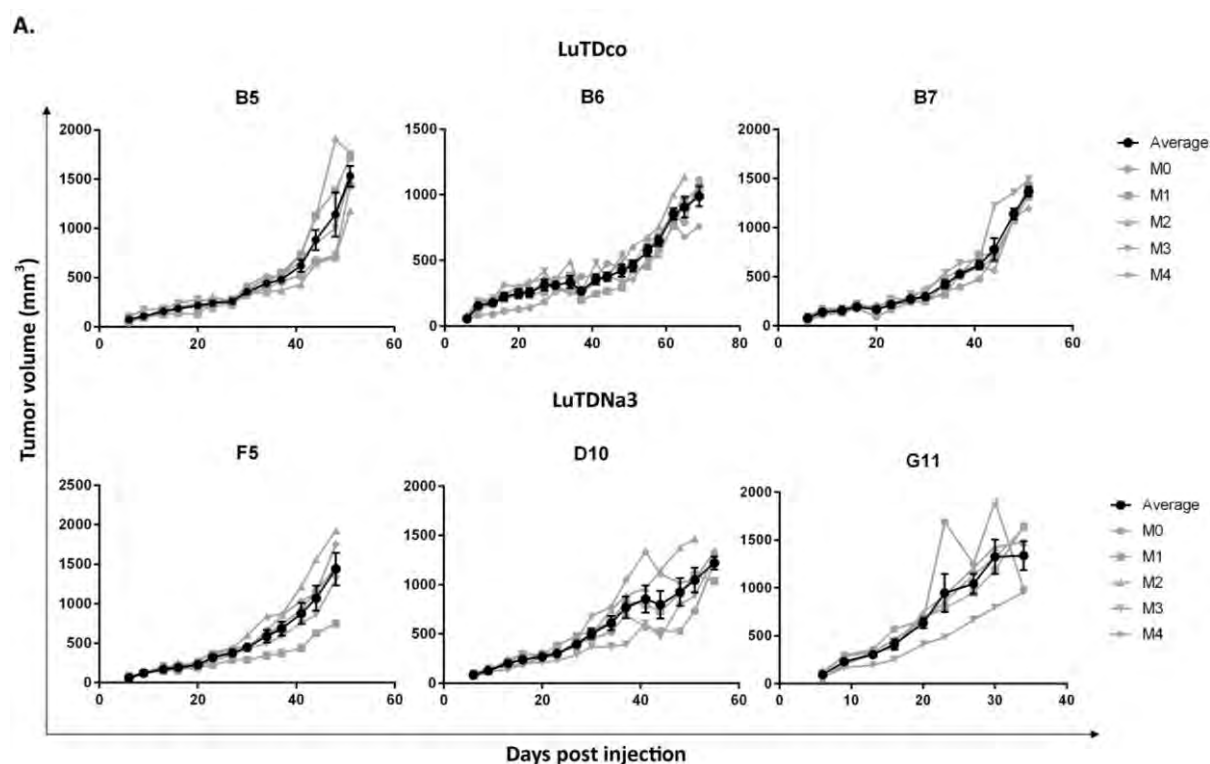 A.
LuTDco
B5
B6
B7
2000
1500
1000
500
0
0 20 40 60
1500
1000
500
0
0 20 40 60 80
2000
1500
1000
500
0
0 20 40 60
Average
M0
M1
M2
M3
M4
Tumor volume (mm³)
LuTDNa3
F5
D10
G11
2500
2000
1500
1000
500
0
0 20 40 60
2000
1500
1000
500
0
0 20 40 60
2000
1500
1000
500
0
0 10 20 30 40
Average
M0
M1
M2
M3
M4
Days post injection